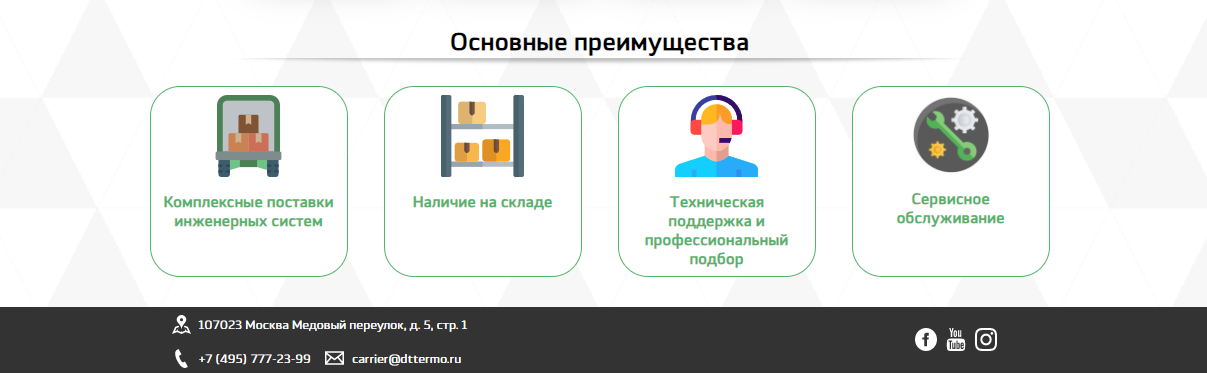 Основные преимущества
Комплексные поставки
инженерных систем
Наличие на складе
Техническая
поддержка и
профессиональный
подбор
Сервисное
обслуживание
107023 Москва Медовый переулок, д. 5, стр. 1
+7 (495) 777-23-99 carrier@dttermo.ru
You
Tube